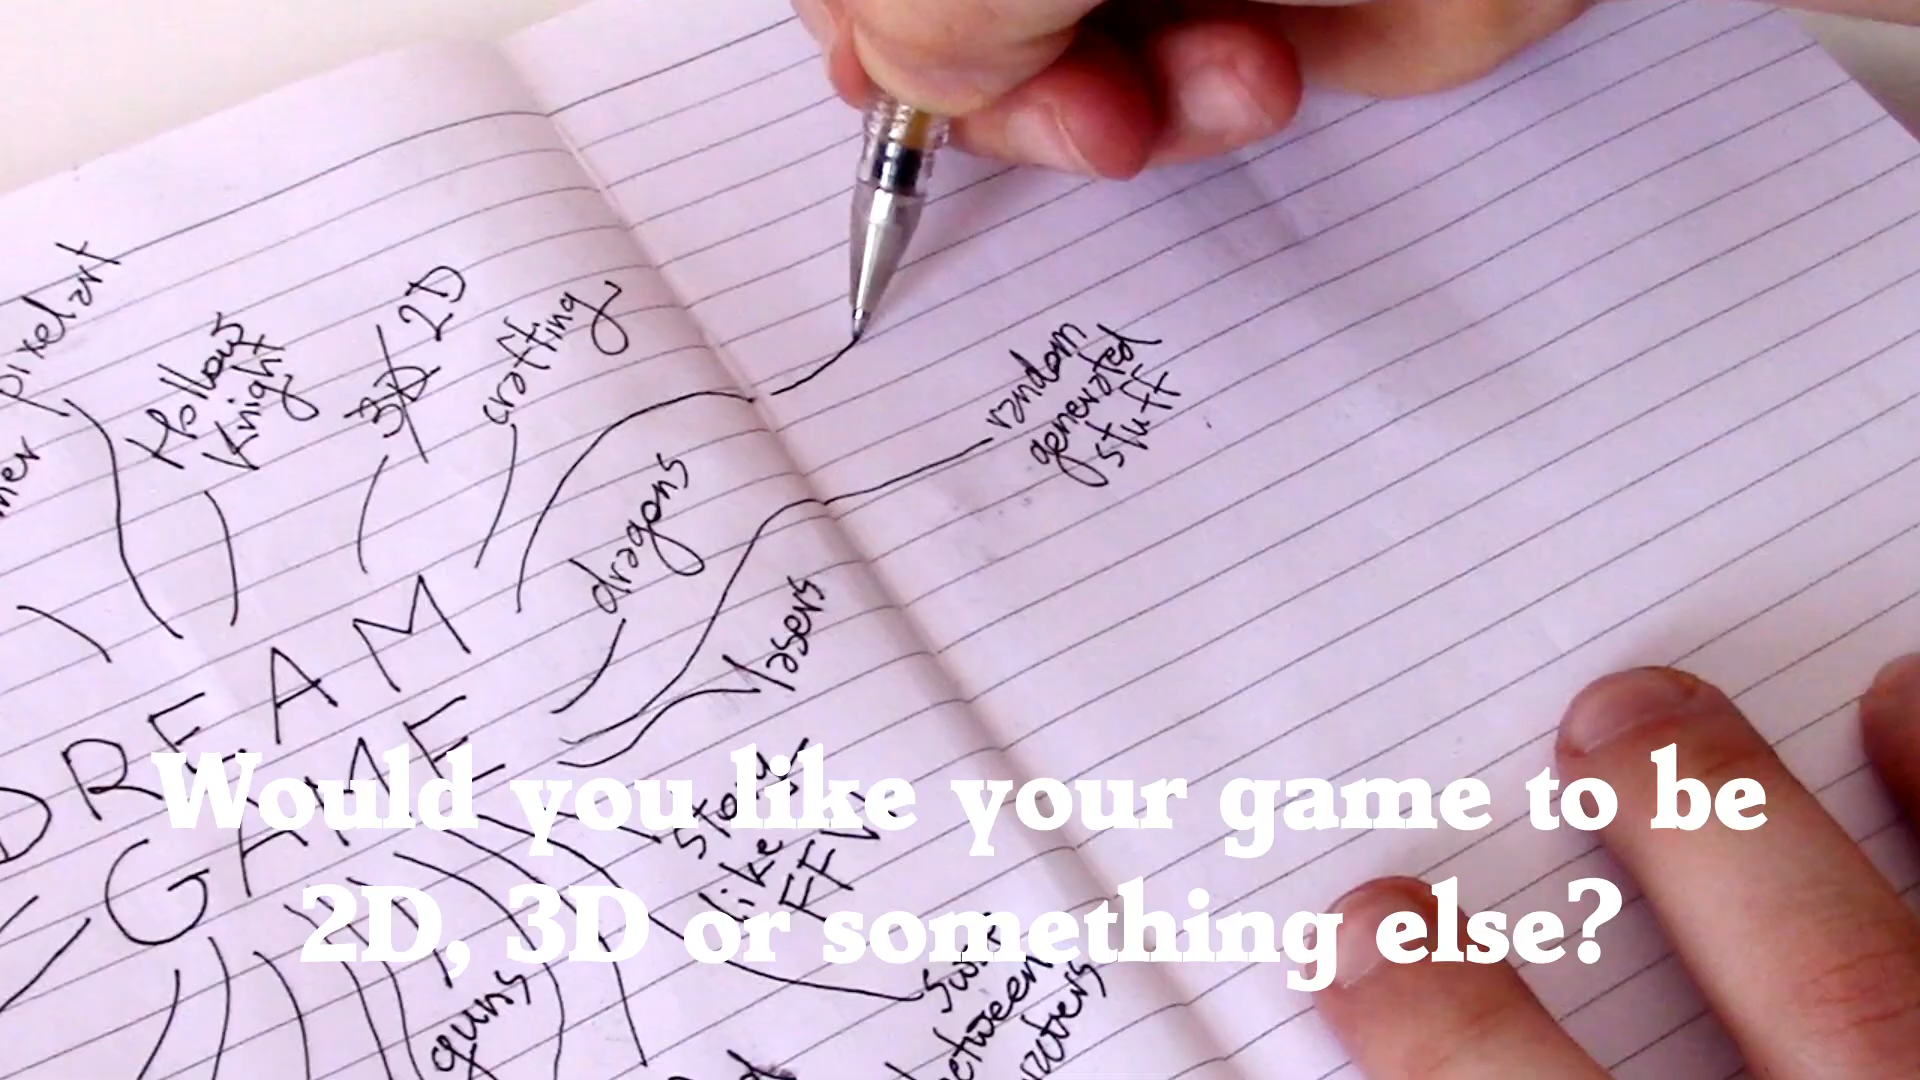 pixelart
Hollow
Knight
3D 2D
crafting
random
generated
stuff
dragons
lasers
DREAM
GAME
story
like
FFV
guns
between
Would you like your game to be
2D, 3D or something else?